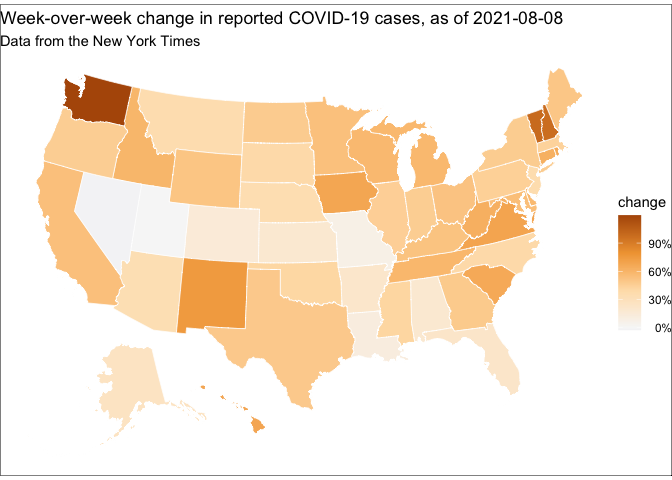 Week-over-week change in reported COVID-19 cases, as of 2021-08-08
Data from the New York Times
change
90%
60%
30%
0%